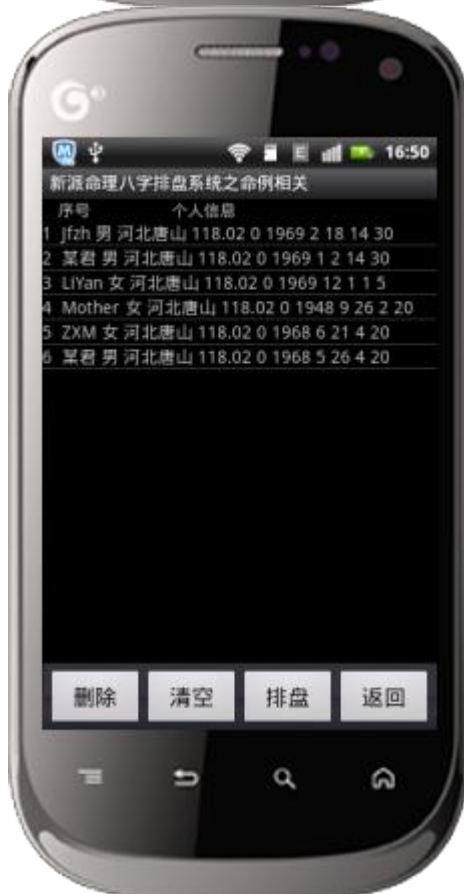 16:50
新派命理八字排盘系统之命例相关
序号 个人信息
1 Jfzh 男 河北唐山 118.02 0 1969 2 18 14 30
2 某君 男 河北唐山 118.02 0 1969 1 2 14 30
3 LiYan 女 河北唐山 118.02 0 1969 12 1 1 5
4 Mother 女 河北唐山 118.02 0 1948 9 26 2 20
5 ZXM 女 河北唐山 118.02 0 1968 6 21 4 20
6 某君 男 河北唐山 118.02 0 1968 5 26 4 20
删除 清空 排盘 返回